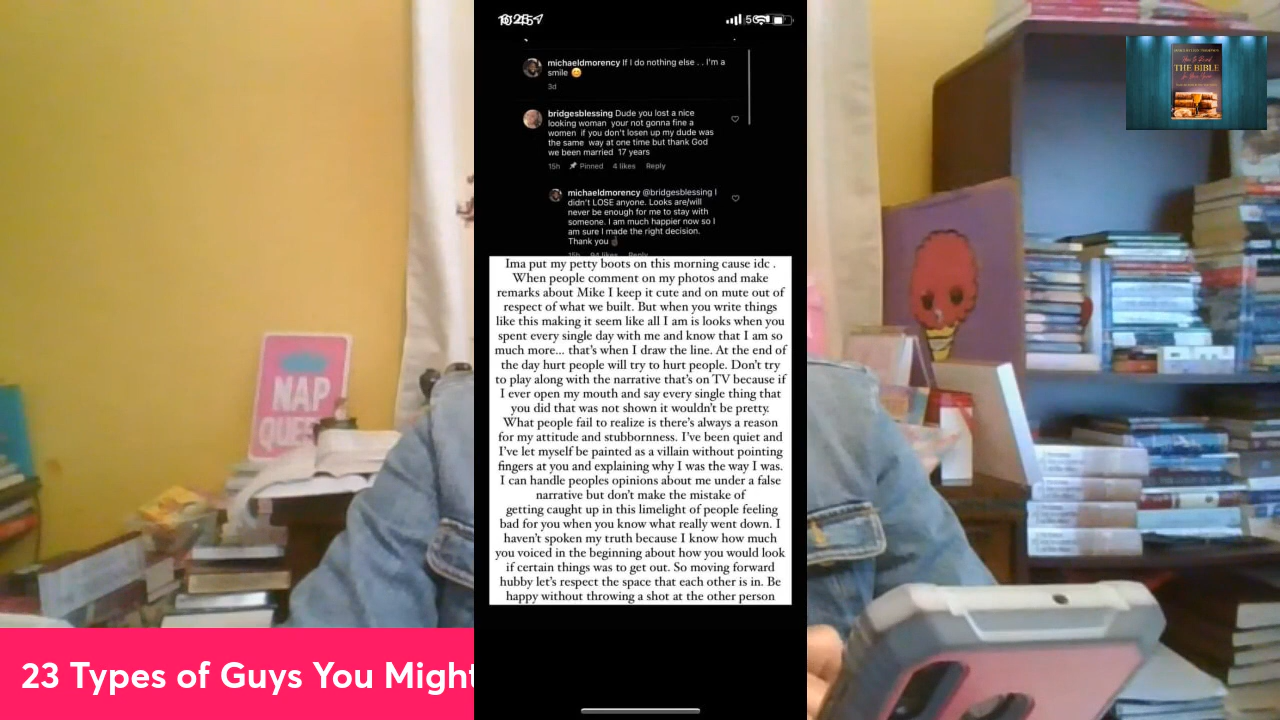 5G
michaeldmorency If I do nothing else . . I'm a
smile 😊
3d
bridgesblessing Dude you lost a nice
looking woman your not gonna fine a
women if you don't losen up my dude was
the same way at one time but thank God
we been married 17 years
15h Pinned 4 likes Reply
michaeldmorency @bridgesblessing I
didn't LOSE anyone. Looks are/will
never be enough for me to stay with
someone. I am much happier now so I
am sure I made the right decision.
Thank you
15h 94 likes Reply
Ima put my petty boots on this morning cause idc .
When people comment on my photos and make
remarks about Mike I keep it cute and on mute out of
respect of what we built. But when you write things
like this making it seem like all I am is looks when you
spent every single day with me and know that I am so
much more... that's when I draw the line. At the end of
the day hurt people will try to hurt people. Don't try
to play along with the narrative that's on TV because if
I ever open my mouth and say every single thing that
you did that was not shown it wouldn't be pretty.
What people fail to realize is there's always a reason
for my attitude and stubbornness. I've been quiet and
I've let myself be painted as a villain without pointing
fingers at you and explaining why I was the way I was.
I can handle peoples opinions about me under a false
narrative but don't make the mistake of
getting caught up in this limelight of people feeling
bad for you when you know what really went down. I
haven't spoken my truth because I know how much
you voiced in the beginning about how you would look
if certain things was to get out. So moving forward
hubby let's respect the space that each other is in. Be
happy without throwing a shot at the other person
THE BIBLE
NAP
QUEEN
23 Types of Guys You Might